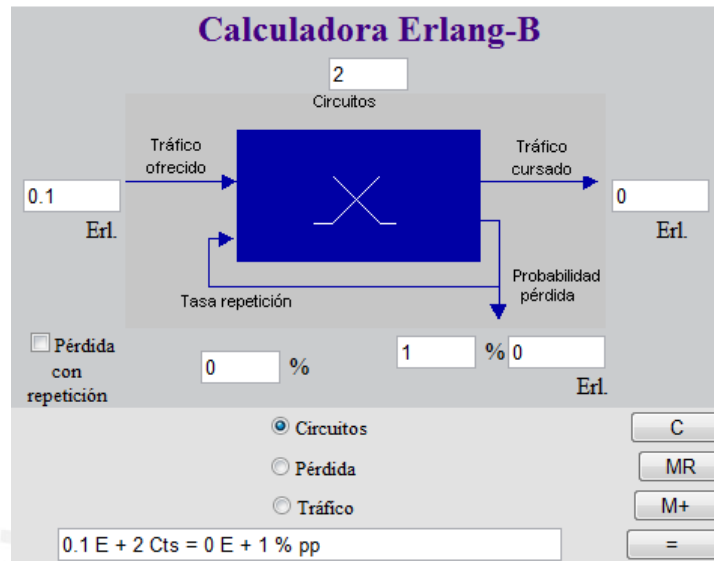 Calculadora Erlang-B
2
Circuitos
Tráfico
ofrecido
Tráfico
cursado
0.1
Erl.
0
Erl.
Probabilidad
pérdida
Tasa repetición
Pérdida
con
repetición
0 %
1 % 0
Erl.
Circuitos
C
Pérdida
MR
Tráfico
M+
0.1 E + 2 Cts = 0 E + 1 % pp
=